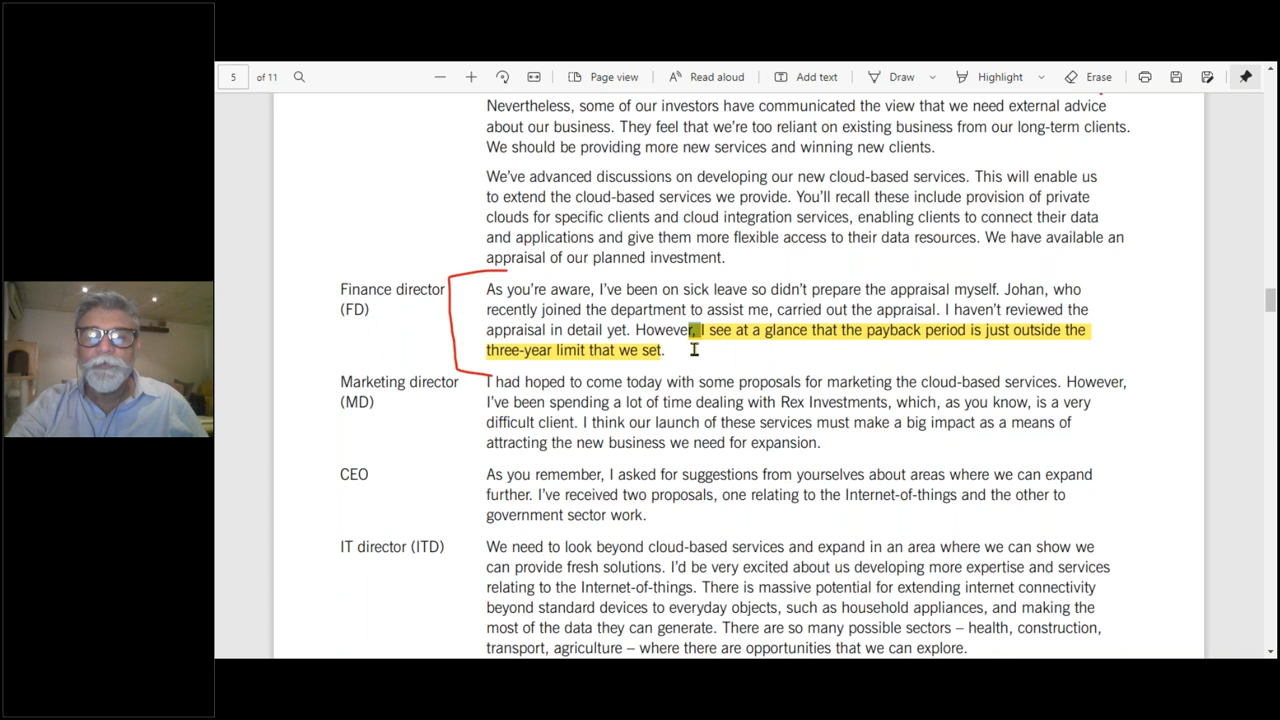 5 of 11
Page view
Read aloud
Add text
Draw
Highlight
Erase
Nevertheless, some of our investors have communicated the view that we need external advice
about our business. They feel that we're too reliant on existing business from our long-term clients.
We should be providing more new services and winning new clients.
We've advanced discussions on developing our new cloud-based services. This will enable us
to extend the cloud-based services we provide. You'll recall these include provision of private
clouds for specific clients and cloud integration services, enabling clients to connect their data
and applications and give them more flexible access to their data resources. We have available an
appraisal of our planned investment.
Finance director
(FD)
As you're aware, I've been on sick leave so didn't prepare the appraisal myself. Johan, who
recently joined the department to assist me, carried out the appraisal. I haven't reviewed the
appraisal in detail yet. However, I see at a glance that the payback period is just outside the
three-year limit that we set.
Marketing director
(MD)
I had hoped to come today with some proposals for marketing the cloud-based services. However,
I've been spending a lot of time dealing with Rex Investments, which, as you know, is a very
difficult client. I think our launch of these services must make a big impact as a means of
attracting the new business we need for expansion.
CEO
As you remember, I asked for suggestions from yourselves about areas where we can expand
further. I've received two proposals, one relating to the Internet-of-things and the other to
government sector work.
IT director (ITD)
We need to look beyond cloud-based services and expand in an area where we can show we
can provide fresh solutions. I'd be very excited about us developing more expertise and services
relating to the Internet-of-things. There is massive potential for extending internet connectivity
beyond standard devices to everyday objects, such as household appliances, and making the
most of the data they can generate. There are so many possible sectors – health, construction,
transport, agriculture – where there are opportunities that we can explore.